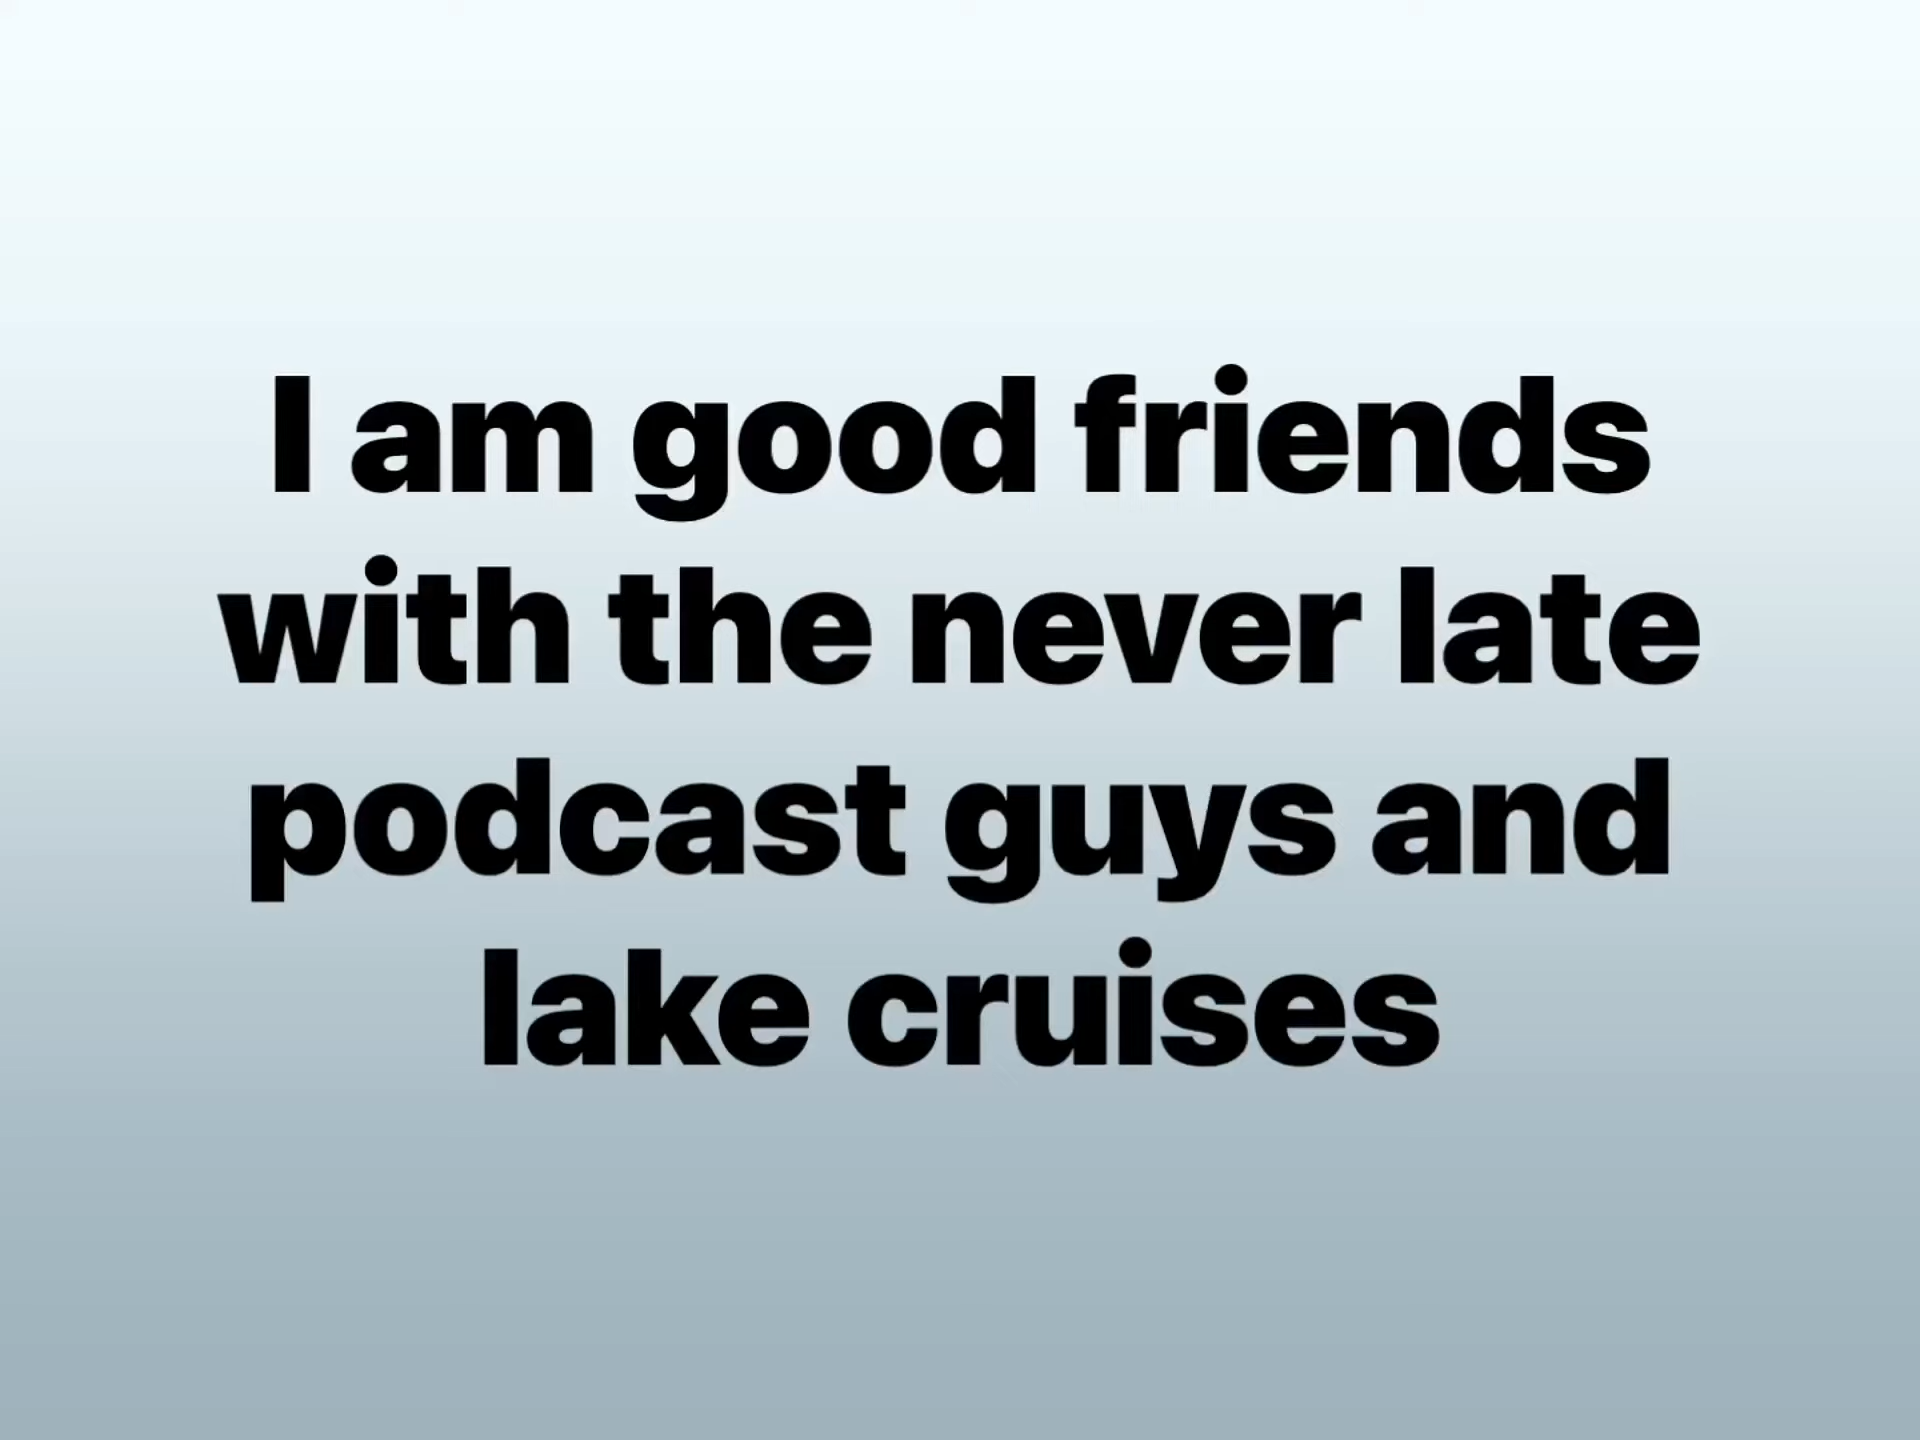 I am good friends
with the never late
podcast guys and
lake cruises